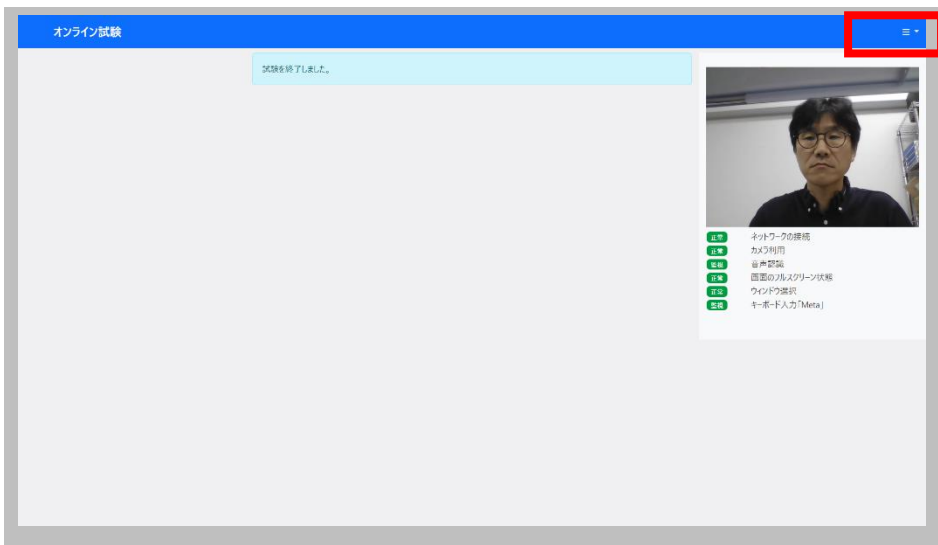 オンライン試験
試験を終了しました。
正常 ネットワークの接続
正常 カメラ利用
監視 音声認識
正常 画面のフルスクリーン状態
正常 ウィンドウ選択
監視 キーボード入力「Meta」